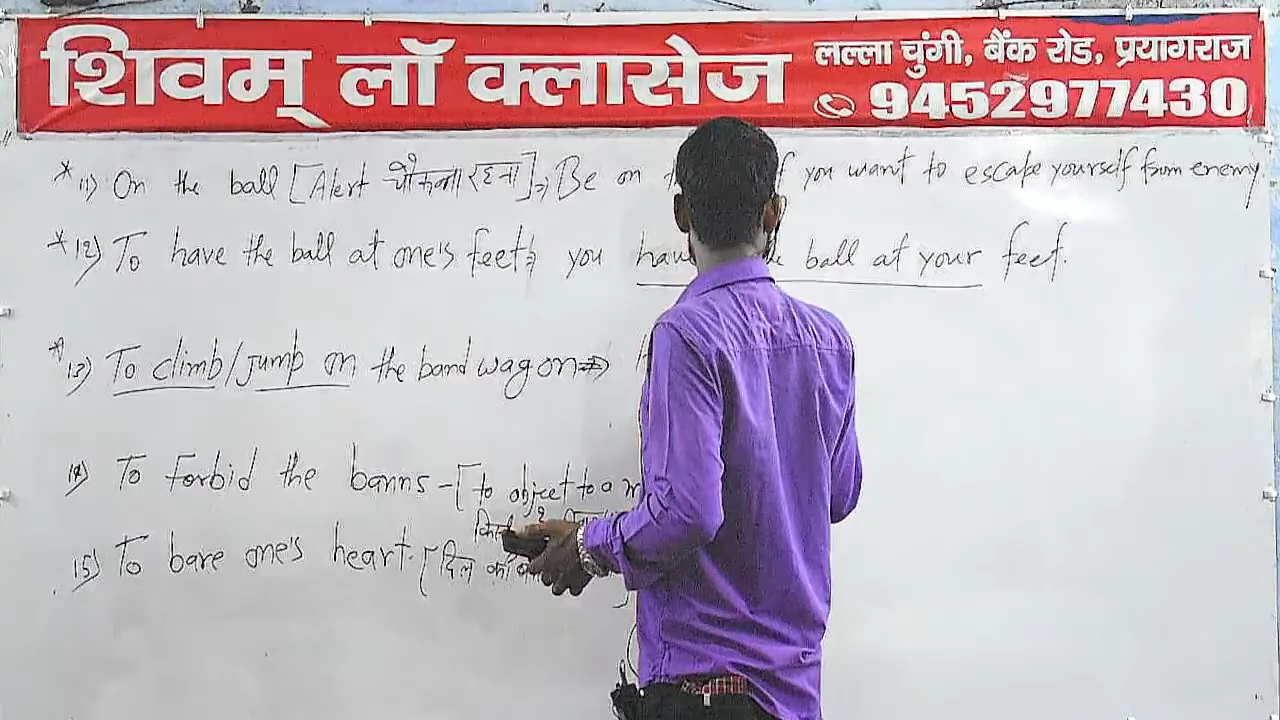 शिवम् लॉ क्लासेज
लल्ला चुंगी, बैंक रोड, प्रयागराज
9452977430
* 11) On the ball [Alert चौकन्ना रहना] => Be on if you want to escape yourself from enemy.
* 12) To have the ball at one's feet => you have ball at your feet.
* 13) To climb/jump on the band wagon =>
14) To forbid the banns - [to object to a
15) To bare one's heart. [दिल की